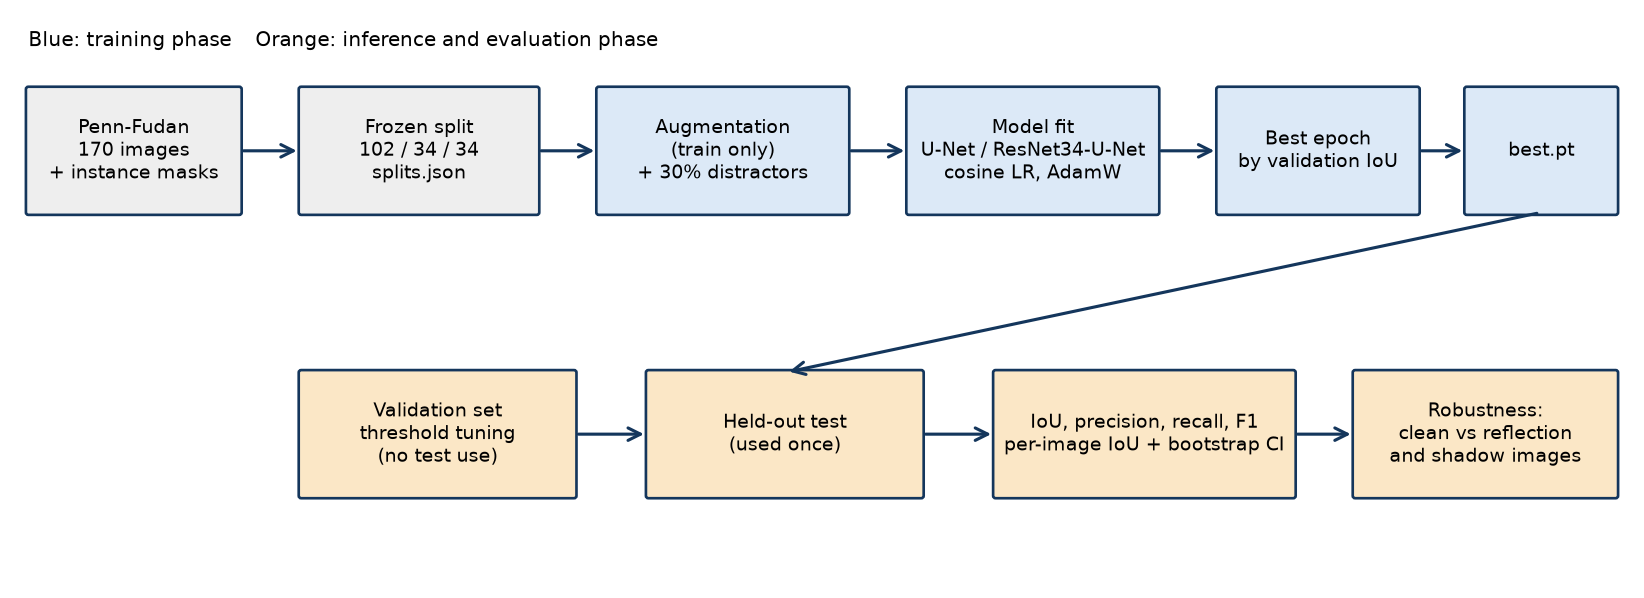 Blue: training phase    Orange: inference and evaluation phase
Penn-Fudan
170 images
+ instance masks
Frozen split
102 / 34 / 34
splits.json
Augmentation
(train only)
+ 30% distractors
Model fit
U-Net / ResNet34-U-Net
cosine LR, AdamW
Best epoch
by validation IoU
best.pt
Validation set
threshold tuning
(no test use)
Held-out test
(used once)
IoU, precision, recall, F1
per-image IoU + bootstrap CI
Robustness:
clean vs reflection
and shadow images